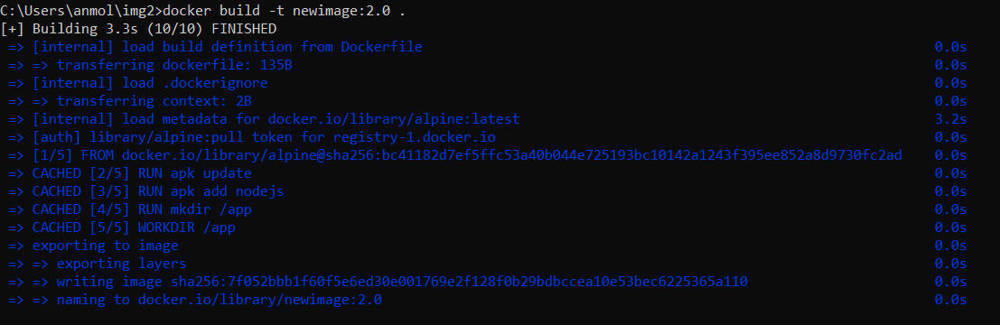 C:\Users\anmol\img2>docker build -t newimage:2.0 .
[+] Building 3.3s (10/10) FINISHED
=> [internal] load build definition from Dockerfile 0.0s
=> => transferring dockerfile: 135B 0.0s
=> [internal] load .dockerignore 0.0s
=> => transferring context: 2B 0.0s
=> [internal] load metadata for docker.io/library/alpine:latest 3.2s
=> [auth] library/alpine:pull token for registry-1.docker.io 0.0s
=> [1/5] FROM docker.io/library/alpine@sha256:bc41182d7ef5ffc53a40b044e725193bc10142a1243f395ee852a8d9730fc2ad 0.0s
=> CACHED [2/5] RUN apk update 0.0s
=> CACHED [3/5] RUN apk add nodejs 0.0s
=> CACHED [4/5] RUN mkdir /app 0.0s
=> CACHED [5/5] WORKDIR /app 0.0s
=> exporting to image 0.0s
=> => exporting layers 0.0s
=> => writing image sha256:7f052bbb1f60f5e6ed30e001769e2f128f0b29bdbccea10e53bec6225365a110 0.0s
=> => naming to docker.io/library/newimage:2.0 0.0s